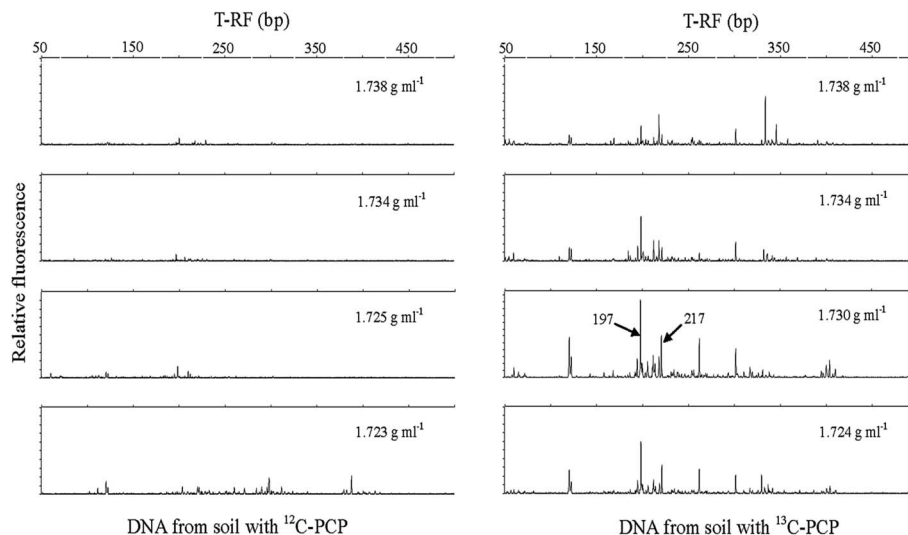 T-RF (bp)
50 150 250 350 450
1.738 g ml⁻¹
1.734 g ml⁻¹
1.725 g ml⁻¹
1.723 g ml⁻¹
Relative fluorescence
DNA from soil with ¹²C-PCP
T-RF (bp)
50 150 250 350 450
1.738 g ml⁻¹
1.734 g ml⁻¹
197 217 1.730 g ml⁻¹
1.724 g ml⁻¹
DNA from soil with ¹³C-PCP